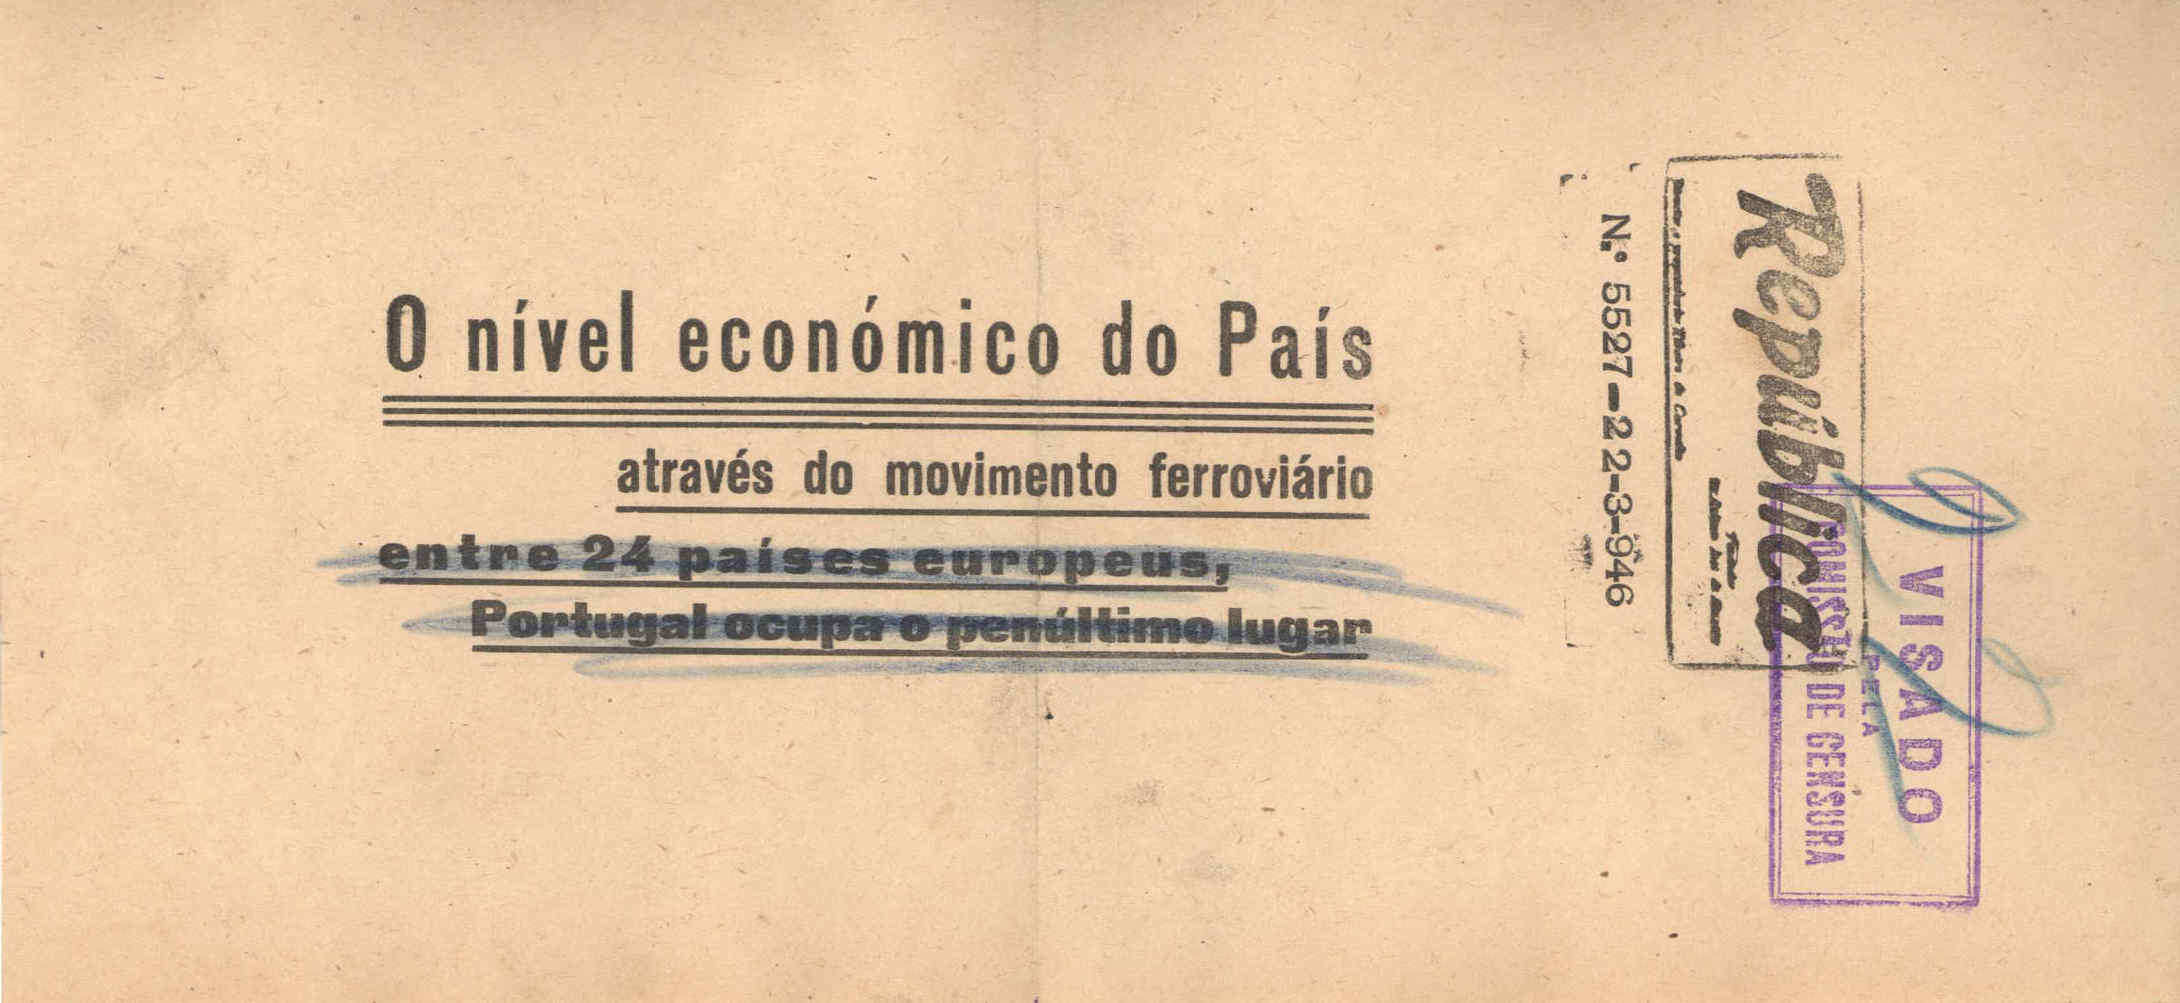 O nível económico do País
através do movimento ferroviário
entre 24 países europeus,
Portugal ocupa o penúltimo lugar
República
N.º 5527-22-3-946
VISADO
PELA
COMISSÃO DE CENSURA